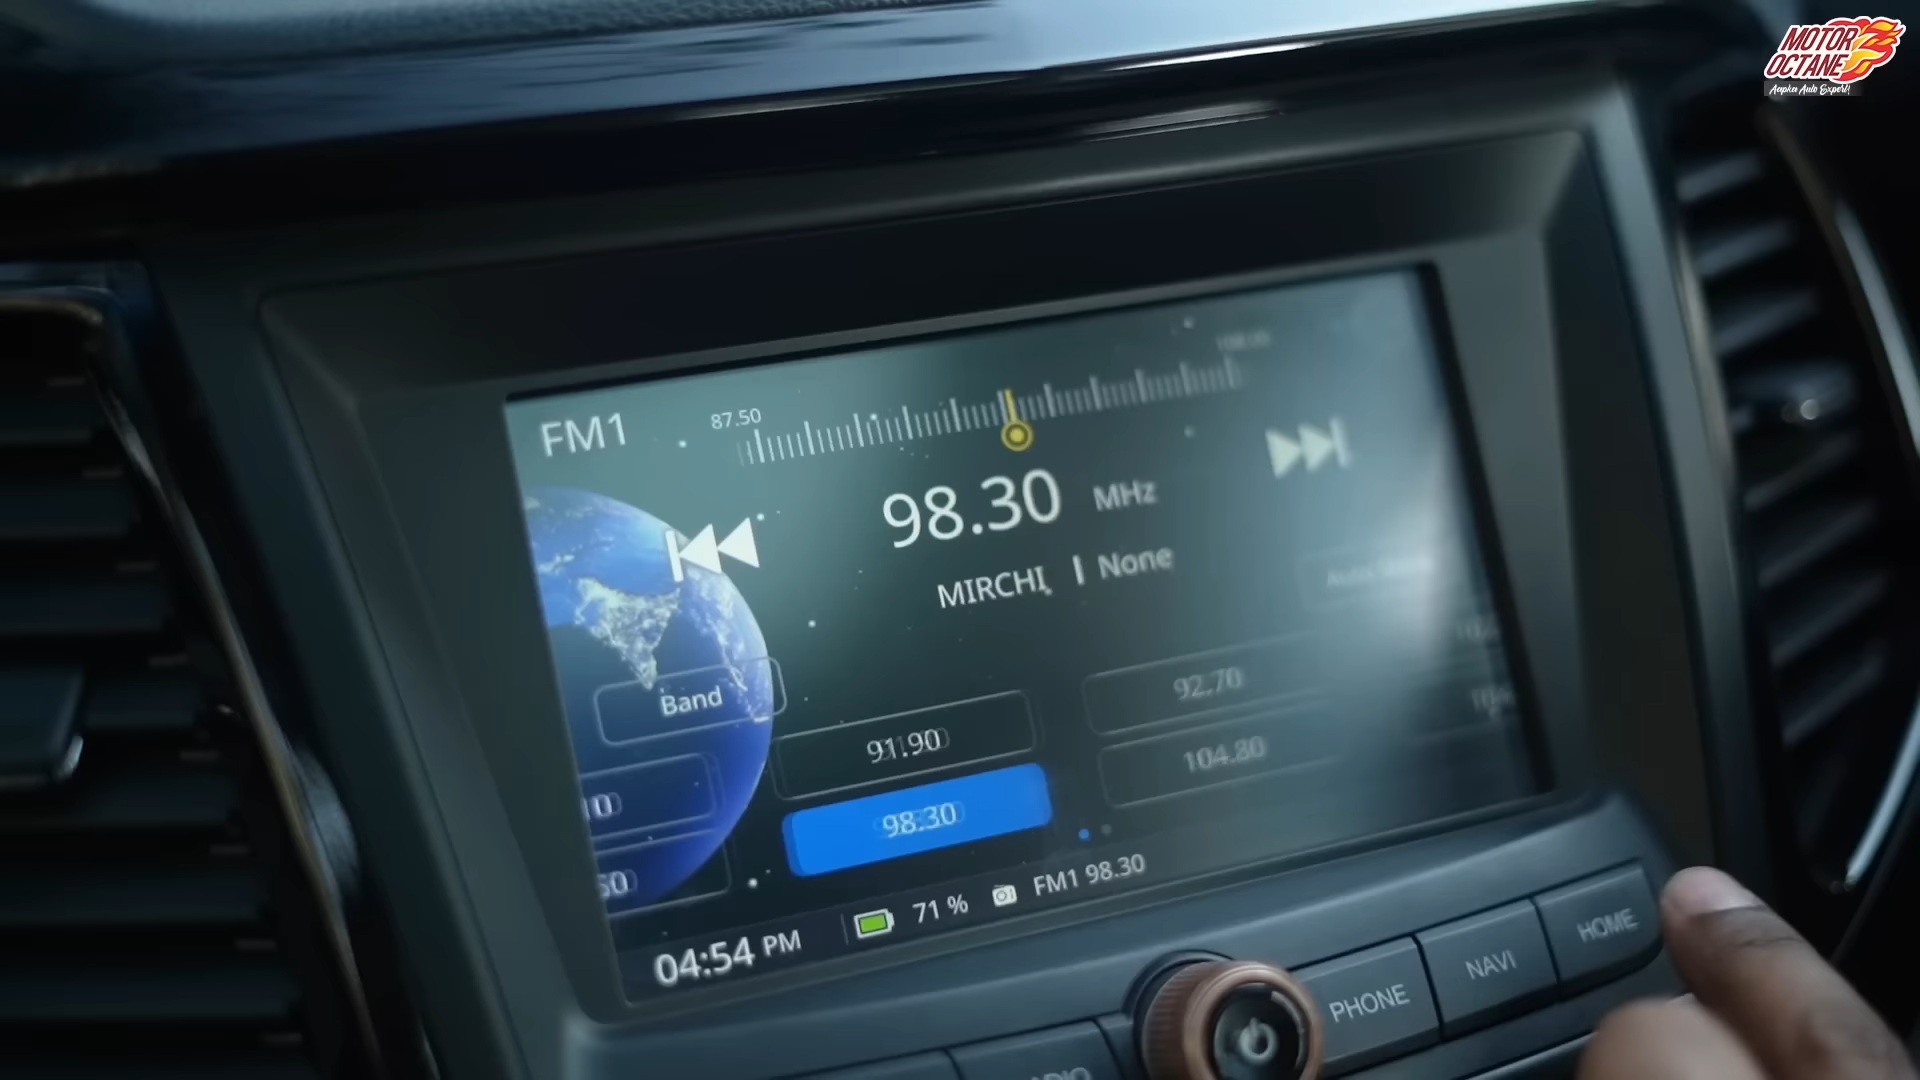 MOTOR
OCTANE
Aapka Auto Expert!
FM1
87.50
98.30 MHz
MIRCHI | None
Band
91.90
92.70
98.30
104.80
04:54 PM
71 %
FM1 98.30
PHONE
NAVI
HOME